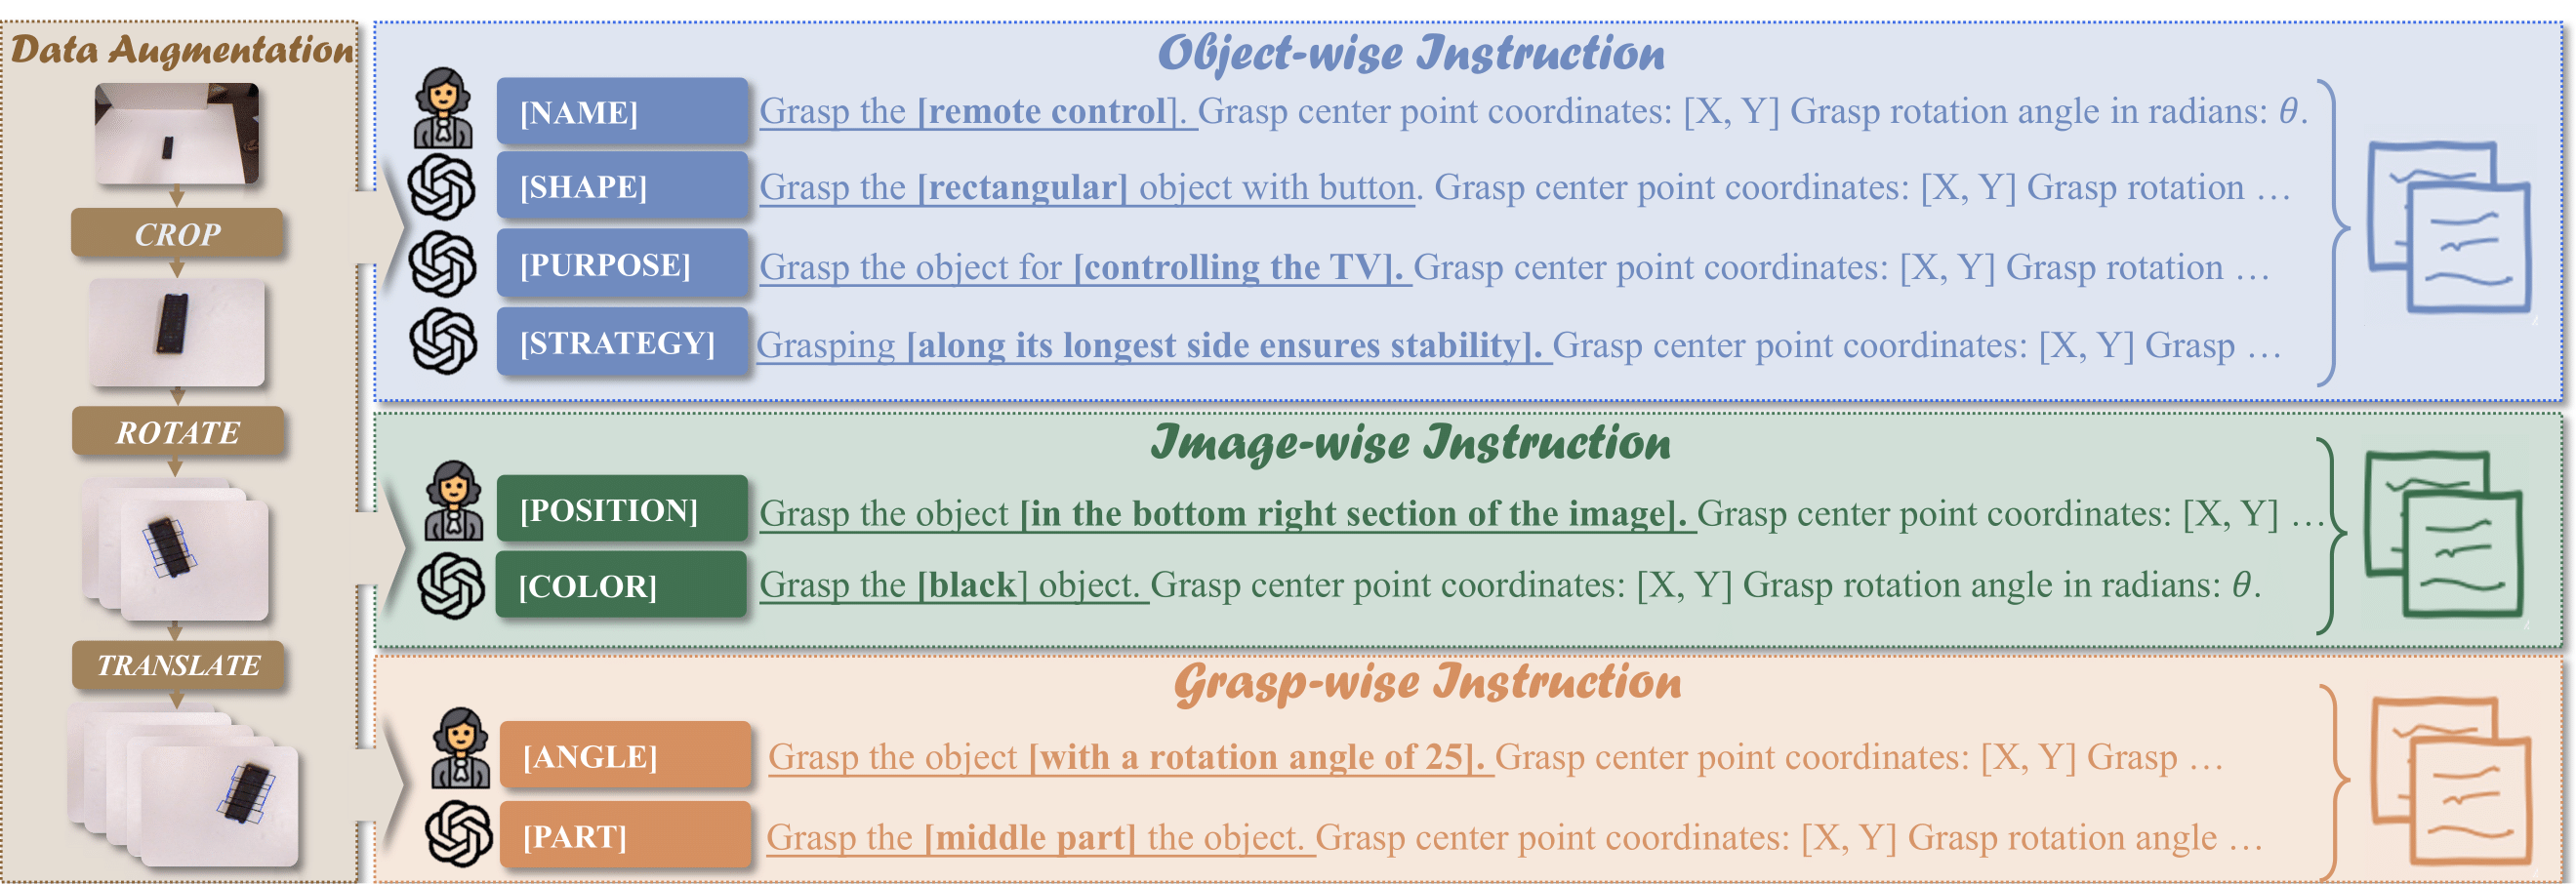 Data Augmentation
CROP
ROTATE
TRANSLATE
Object-wise Instruction
[NAME] Grasp the [remote control]. Grasp center point coordinates: [X, Y] Grasp rotation angle in radians: θ.
[SHAPE] Grasp the [rectangular] object with button. Grasp center point coordinates: [X, Y] Grasp rotation …
[PURPOSE] Grasp the object for [controlling the TV]. Grasp center point coordinates: [X, Y] Grasp rotation …
[STRATEGY] Grasping [along its longest side ensures stability]. Grasp center point coordinates: [X, Y] Grasp …
Image-wise Instruction
[POSITION] Grasp the object [in the bottom right section of the image]. Grasp center point coordinates: [X, Y] …
[COLOR] Grasp the [black] object. Grasp center point coordinates: [X, Y] Grasp rotation angle in radians: θ.
Grasp-wise Instruction
[ANGLE] Grasp the object [with a rotation angle of 25]. Grasp center point coordinates: [X, Y] Grasp …
[PART] Grasp the [middle part] the object. Grasp center point coordinates: [X, Y] Grasp rotation angle …